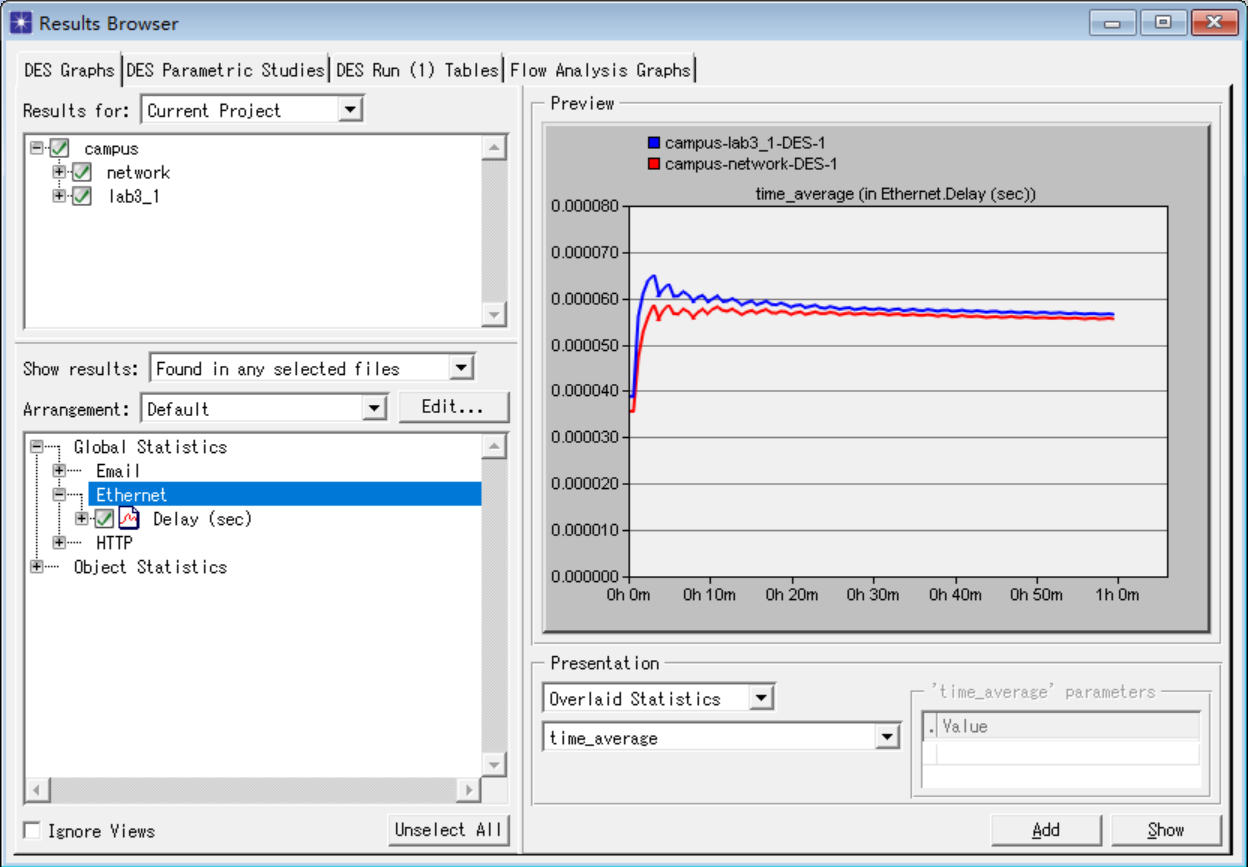 Results Browser
DES Graphs DES Parametric Studies DES Run (1) Tables Flow Analysis Graphs
Results for: Current Project
campus
network
lab3_1
Show results: Found in any selected files
Arrangement: Default Edit...
Global Statistics
Email
Ethernet
Delay (sec)
HTTP
Object Statistics
Ignore Views Unselect All
Preview
campus-lab3_1-DES-1
campus-network-DES-1
time_average (in Ethernet.Delay (sec))
0.000080
0.000070
0.000060
0.000050
0.000040
0.000030
0.000020
0.000010
0.000000
0h 0m 0h 10m 0h 20m 0h 30m 0h 40m 0h 50m 1h 0m
Presentation
Overlaid Statistics
time_average
'time_average' parameters
. Value
Add Show